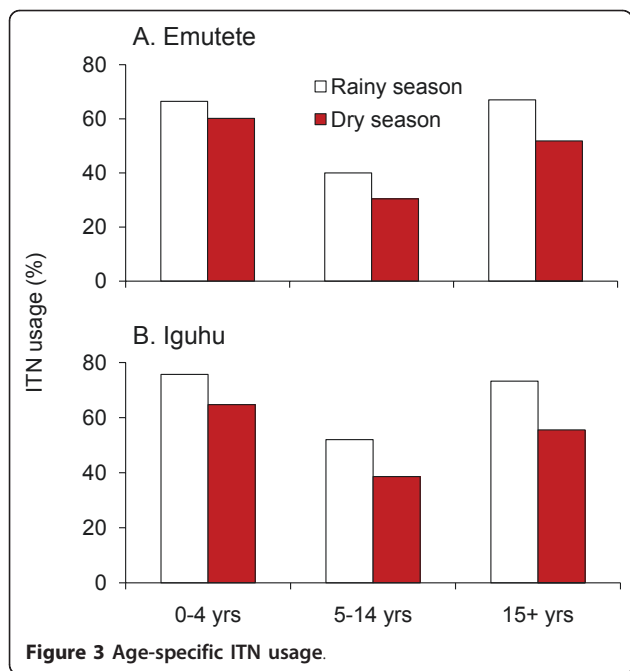 A. Emutete
80
60
40
20
0
Rainy season
Dry season
ITN usage (%)
B. Iguhu
80
60
40
20
0
0-4 yrs 5-14 yrs 15+ yrs
Figure 3 Age-specific ITN usage.